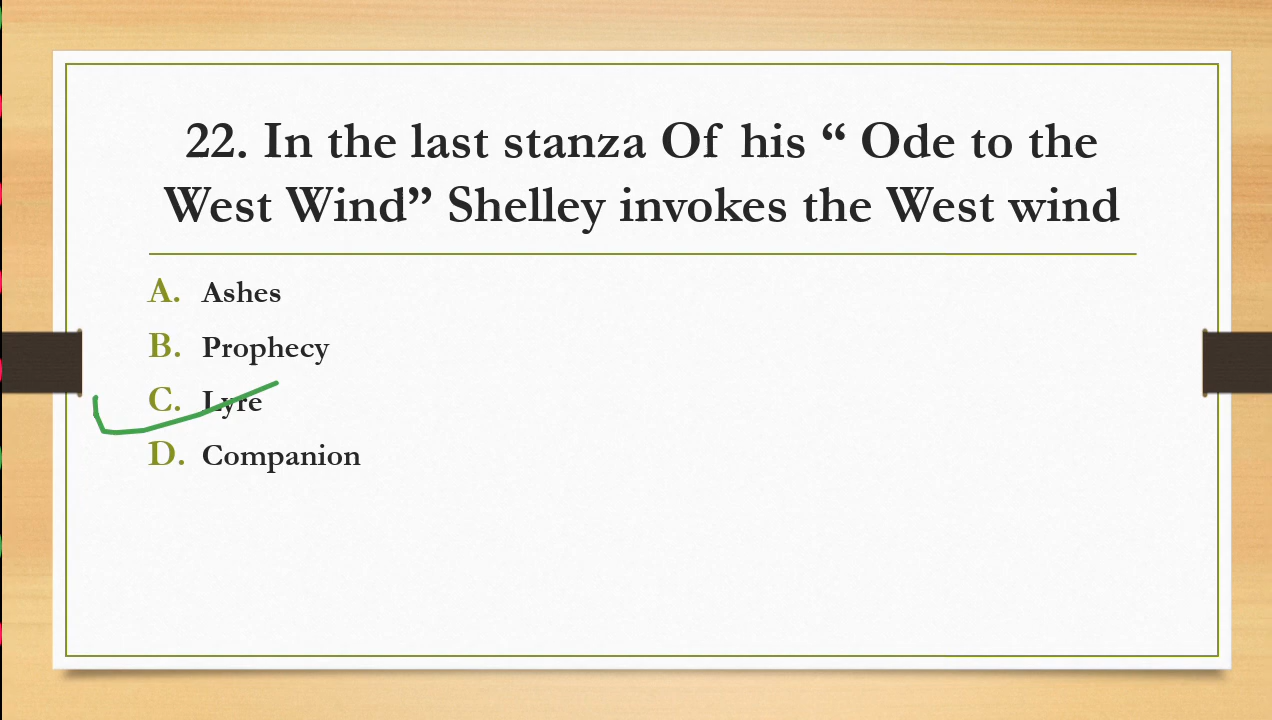 22. In the last stanza Of his “ Ode to the
West Wind” Shelley invokes the West wind
A. Ashes
B. Prophecy
C. Lyre
D. Companion